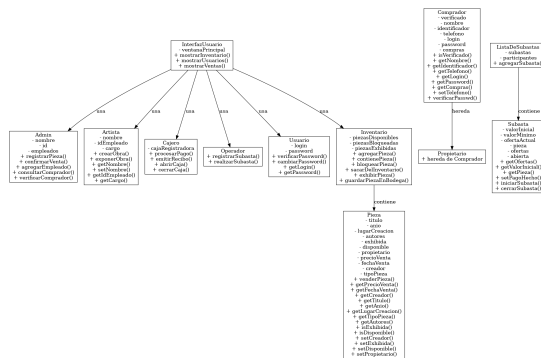 InterfazUsuario
- ventanaPrincipal
+ mostrarInventario()
+ mostrarUsuarios()
+ mostrarVentas()
usa
usa
usa
usa
usa
usa
Admin
- nombre
- id
- empleados
+ registrarPieza()
+ confirmarVenta()
+ agregarEmpleado()
+ consultarComprador()
+ verificarComprador()
Artista
- nombre
- idEmpleado
- cargo
+ crearObra()
+ exponerObra()
+ getNombre()
+ setNombre()
+ getIdEmpleado()
+ getCargo()
Cajero
- cajaRegistradora
+ procesarPago()
+ emitirRecibo()
+ abrirCaja()
+ cerrarCaja()
Operador
+ registrarSubasta()
+ realizarSubasta()
Usuario
- login
- password
+ verificarPassword()
+ cambiarPassword()
+ getLogin()
+ getPassword()
Inventario
- piezasDisponibles
- piezasBloqueadas
- piezasExhibidas
+ agregarPieza()
+ contienePieza()
+ bloquearPieza()
+ sacarDeInventario()
+ exhibirPieza()
+ guardarPiezaEnBodega()
contiene
Pieza
- titulo
- anio
- lugarCreacion
- autores
- exhibida
- disponible
- propietario
- precioVenta
- fechaVenta
- creador
- tipoPieza
+ venderPieza()
+ getPrecioVenta()
+ getFechaVenta()
+ getCreador()
+ getTitulo()
+ getAnio()
+ getLugarCreacion()
+ getTipoPieza()
+ getAutores()
+ isExhibida()
+ isDisponible()
+ setCreador()
+ setExhibida()
+ setDisponible()
+ setPropietario()
Comprador
- verificado
- nombre
- identificador
- telefono
- login
- password
- compras
+ isVerificado()
+ getNombre()
+ getIdentificador()
+ getTelefono()
+ getLogin()
+ getPassword()
+ getCompras()
+ setTelefono()
+ verificarPasswd()
hereda
Propietario
+ hereda de Comprador
ListaDeSubastas
- subastas
- participantes
+ agregarSubasta()
contiene
Subasta
- valorInicial
- valorMinimo
- ofertaActual
- pieza
- ofertas
- abierta
+ getOfertas()
+ getValorInicial()
+ getPieza()
+ setPagoHecho()
+ iniciarSubasta()
+ cerrarSubasta()